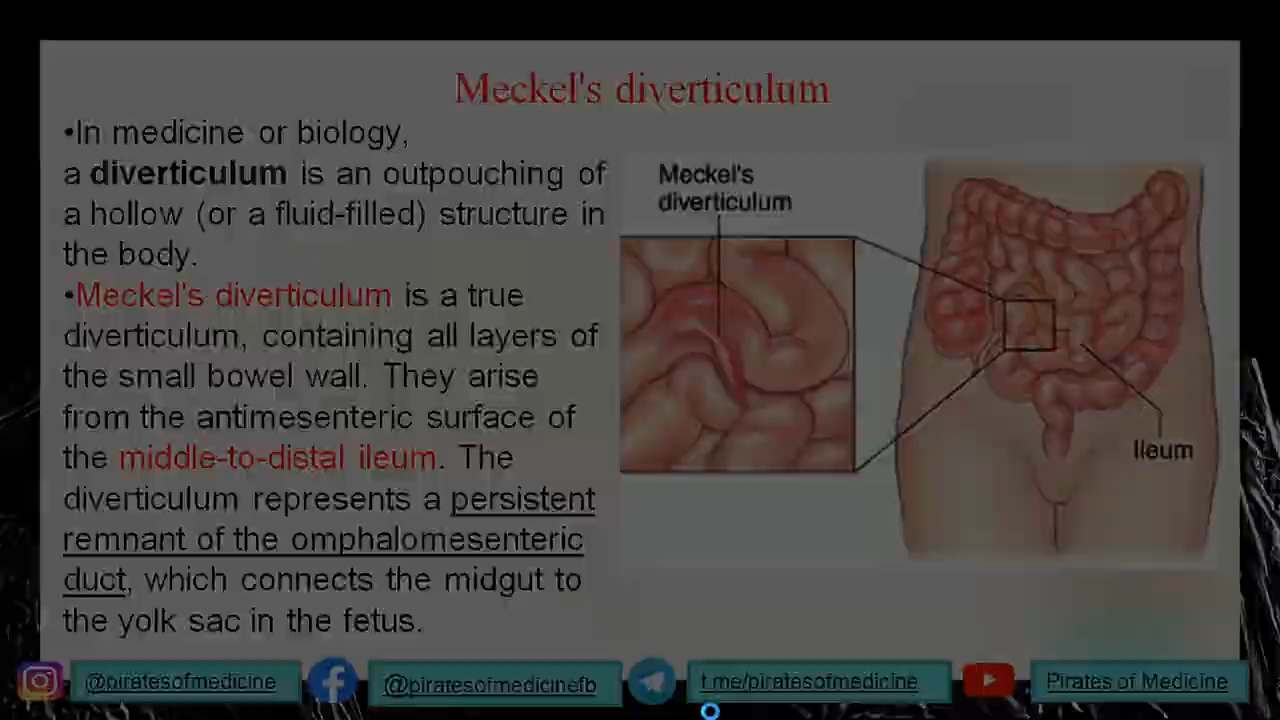 Meckel's diverticulum
•In medicine or biology,
a diverticulum is an outpouching of
a hollow (or a fluid-filled) structure in
the body.
•Meckel's diverticulum is a true
diverticulum, containing all layers of
the small bowel wall. They arise
from the antimesenteric surface of
the middle-to-distal ileum. The
diverticulum represents a persistent
remnant of the omphalomesenteric
duct, which connects the midgut to
the yolk sac in the fetus.
Meckel's
diverticulum
Ileum
@piratesofmedicine
@piratesofmedicinefb
t.me/piratesofmedicine
Pirates of Medicine